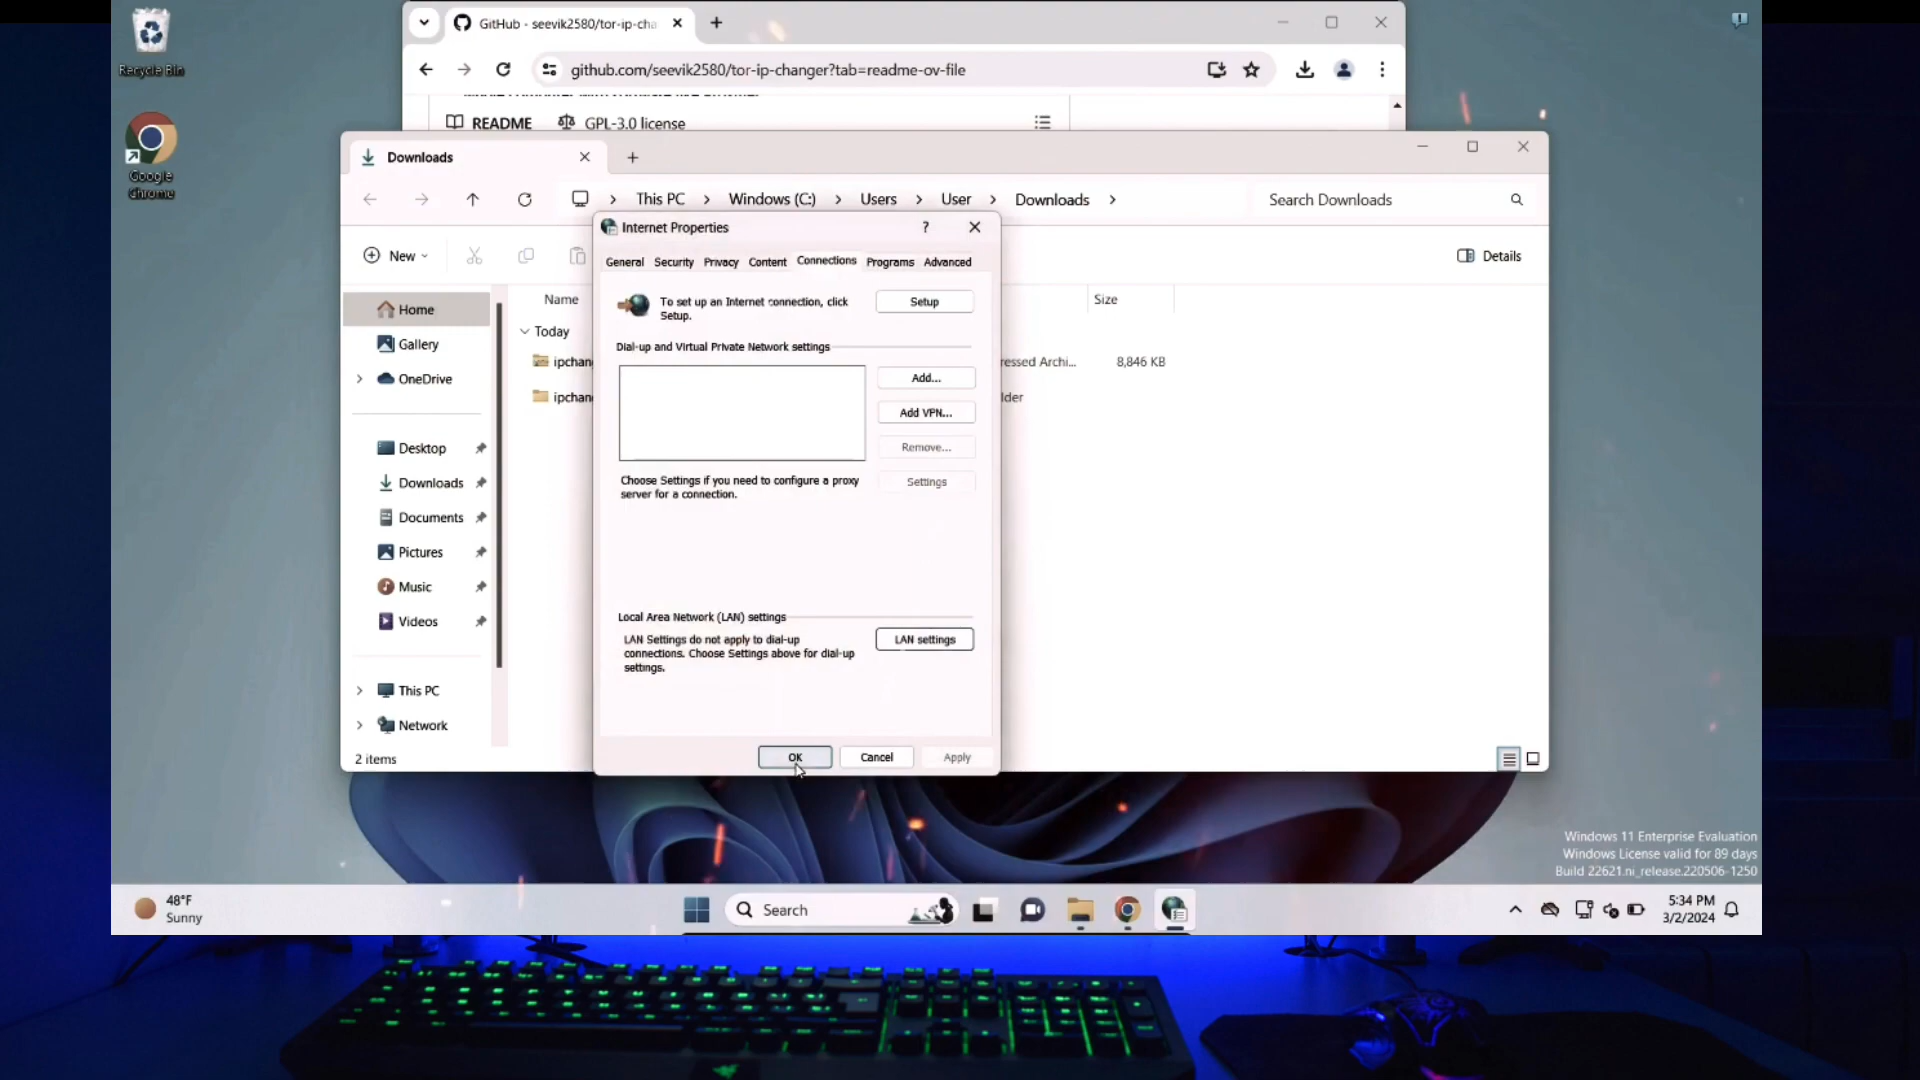 Recycle Bin
Google
Chrome
GitHub - seevik2580/tor-ip-cha
github.com/seevik2580/tor-ip-changer?tab=readme-ov-file
README
GPL-3.0 license
Downloads
This PC
Windows (C:)
Users
User
Downloads
Search Downloads
New
Details
Home
Gallery
OneDrive
Desktop
Downloads
Documents
Pictures
Music
Videos
This PC
Network
2 items
Name
Size
Today
ipchan
ressed Archi...
8,846 KB
ipchan
lder
Internet Properties
?
General
Security
Privacy
Content
Connections
Programs
Advanced
To set up an Internet connection, click
Setup.
Setup
Dial-up and Virtual Private Network settings
Add...
Add VPN...
Remove...
Choose Settings if you need to configure a proxy
server for a connection.
Settings
Local Area Network (LAN) settings
LAN Settings do not apply to dial-up
connections. Choose Settings above for dial-up
settings.
LAN settings
OK
Cancel
Apply
Windows 11 Enterprise Evaluation
Windows License valid for 89 days
Build 22621.ni_release.220506-1250
48°F
Sunny
Search
5:34 PM
3/2/2024